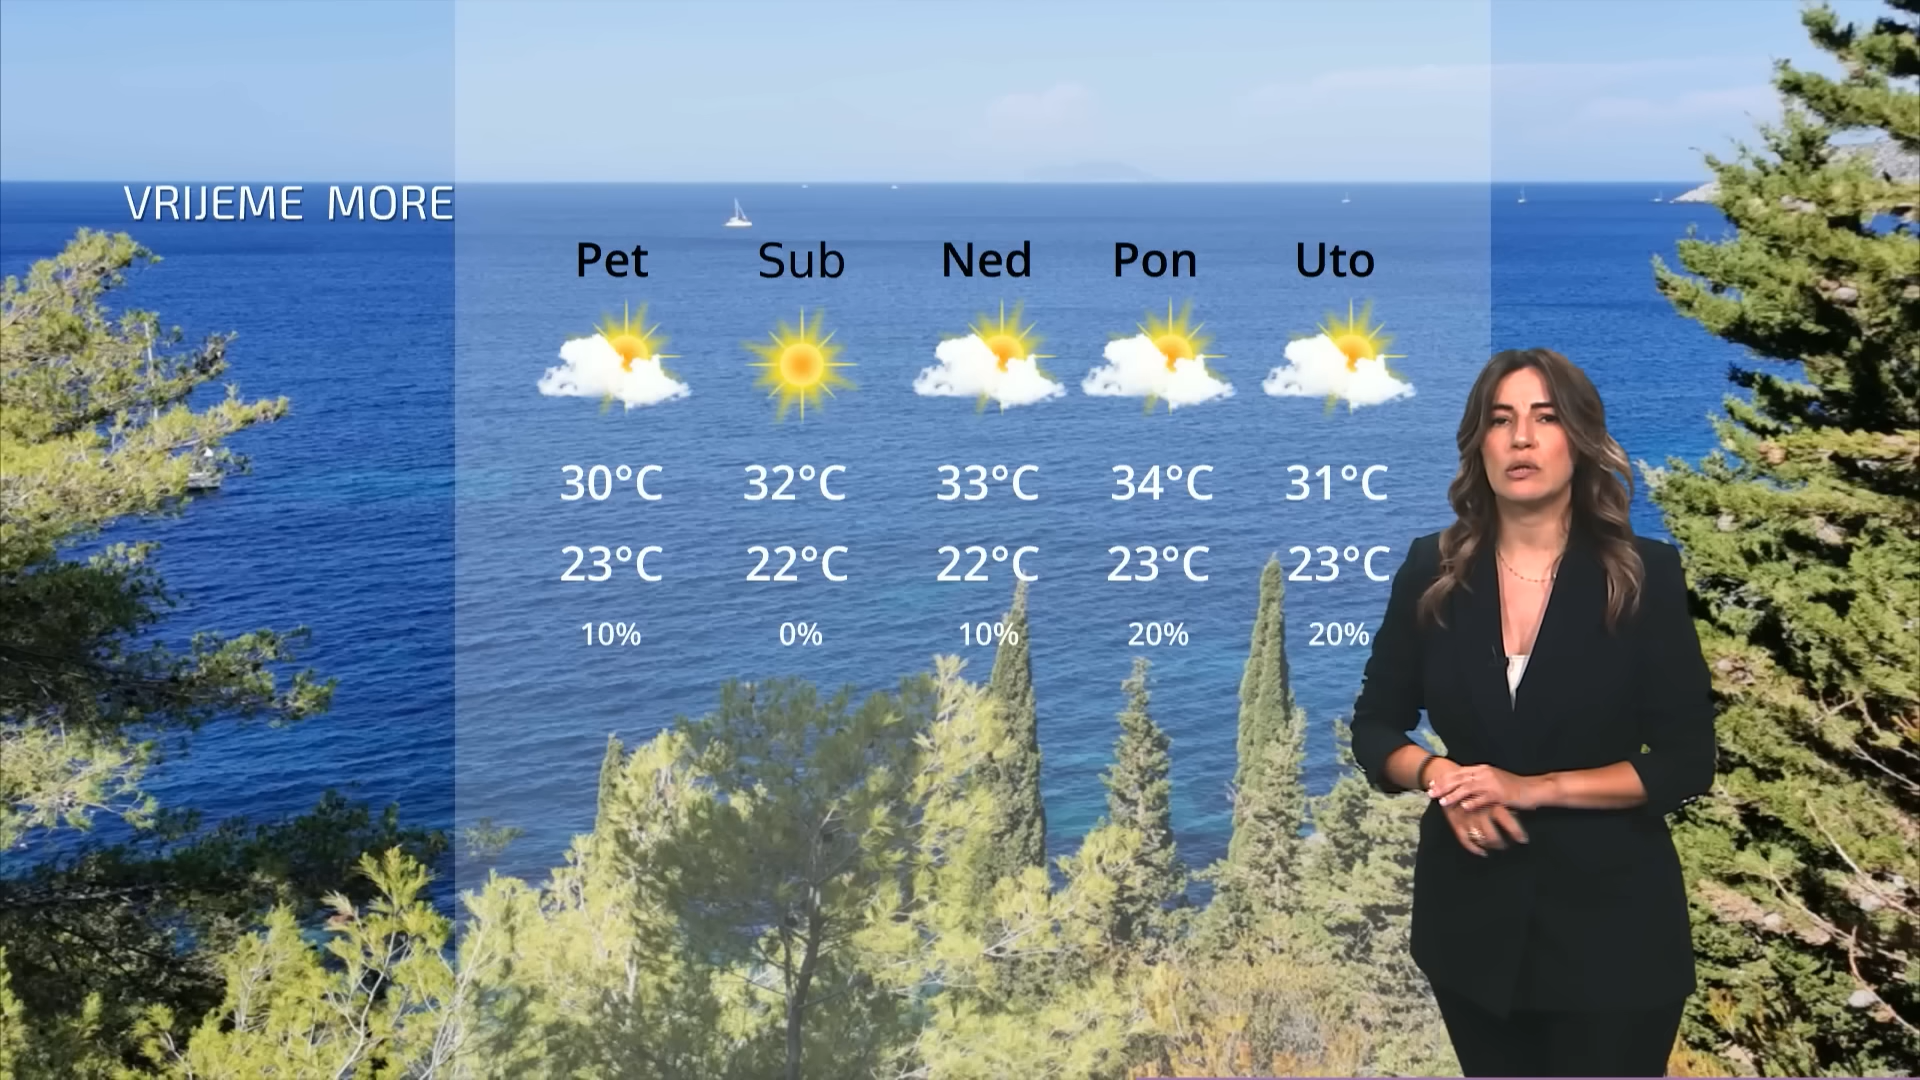 VRIJEME MORE
Pet Sub Ned Pon Uto
30°C 32°C 33°C 34°C 31°C
23°C 22°C 22°C 23°C 23°C
10% 0% 10% 20% 20%